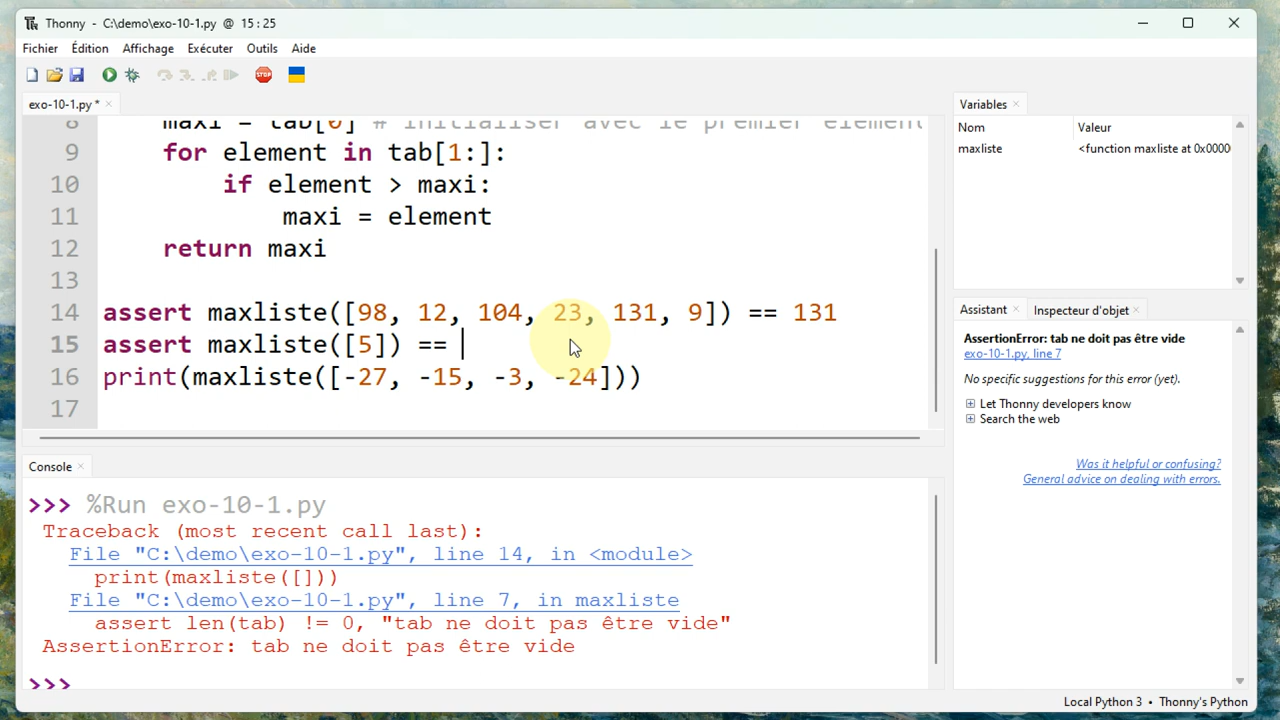 Thonny - C:\demo\exo-10-1.py @ 15:25
Fichier Édition Affichage Exécuter Outils Aide
STOP
exo-10-1.py * ×
8 maxi = tab[0] # initialiser avec le premier element
9 for element in tab[1:]:
10 if element > maxi:
11 maxi = element
12 return maxi
13
14 assert maxliste([98, 12, 104, 23, 131, 9]) == 131
15 assert maxliste([5]) ==
16 print(maxliste([-27, -15, -3, -24]))
17
Console ×
>>> %Run exo-10-1.py
Traceback (most recent call last):
File "C:\demo\exo-10-1.py", line 14, in <module>
print(maxliste([]))
File "C:\demo\exo-10-1.py", line 7, in maxliste
assert len(tab) != 0, "tab ne doit pas être vide"
AssertionError: tab ne doit pas être vide
>>>
Variables ×
Nom Valeur
maxliste <function maxliste at 0x0000
Assistant × Inspecteur d'objet ×
AssertionError: tab ne doit pas être vide
exo-10-1.py, line 7
No specific suggestions for this error (yet).
Let Thonny developers know
Search the web
Was it helpful or confusing?
General advice on dealing with errors.
Local Python 3 • Thonny's Python